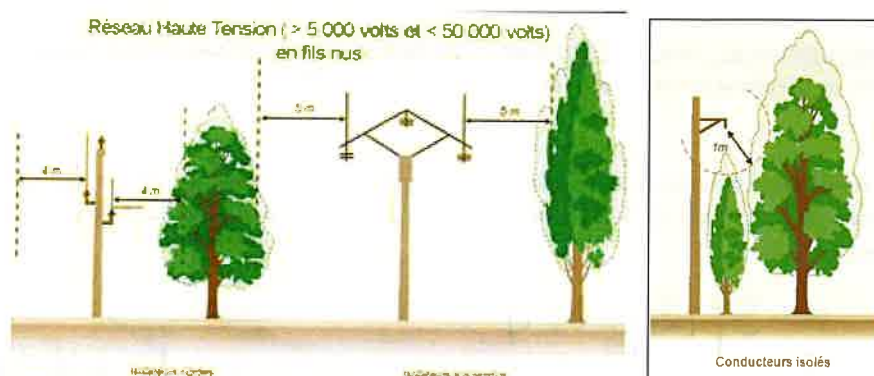 Réseau Haute Tension ( > 5 000 volts et < 50 000 volts)
en fils nus
5 m
5 m
4 m
4 m
1m
Conducteurs isolés